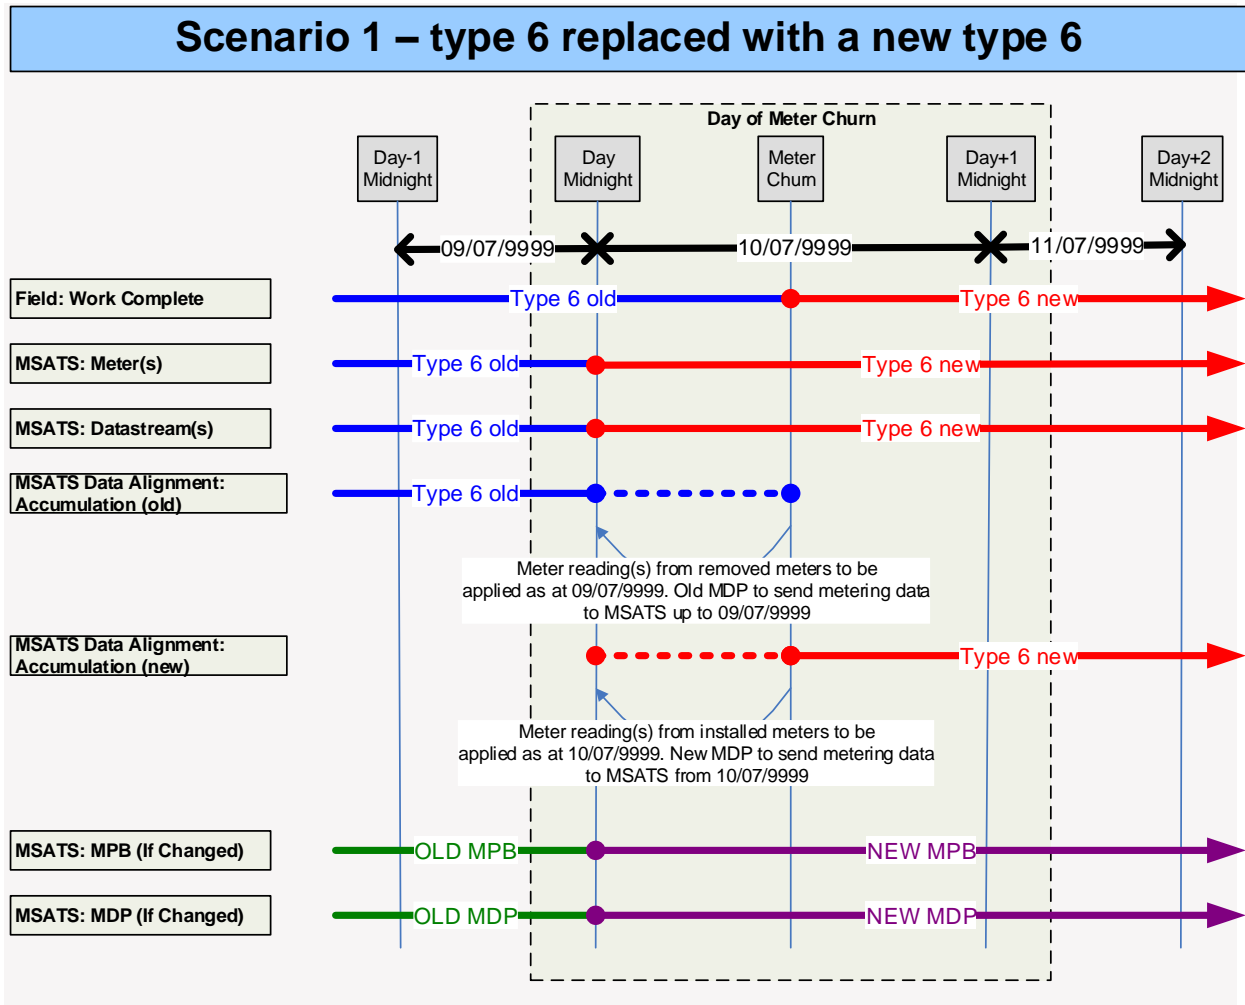 Scenario 1 – type 6 replaced with a new type 6
Day of Meter Churn
Day-1
Midnight
Day
Midnight
Meter
Churn
Day+1
Midnight
Day+2
Midnight
09/07/9999
10/07/9999
11/07/9999
Field: Work Complete
Type 6 old
Type 6 new
MSATS: Meter(s)
Type 6 old
Type 6 new
MSATS: Datastream(s)
Type 6 old
Type 6 new
MSATS Data Alignment:
Accumulation (old)
Type 6 old
Meter reading(s) from removed meters to be
applied as at 09/07/9999. Old MDP to send metering data
to MSATS up to 09/07/9999
MSATS Data Alignment:
Accumulation (new)
Type 6 new
Meter reading(s) from installed meters to be
applied as at 10/07/9999. New MDP to send metering data
to MSATS from 10/07/9999
MSATS: MPB (If Changed)
OLD MPB
NEW MPB
MSATS: MDP (If Changed)
OLD MDP
NEW MDP